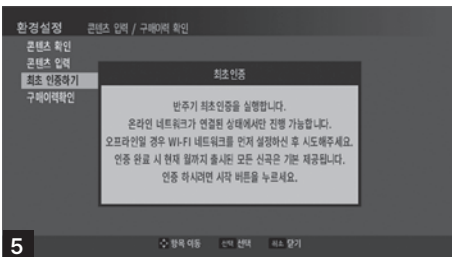 환경설정 콘텐츠 입력 / 구매이력 확인
콘텐츠 확인
콘텐츠 입력
최초 인증하기
구매이력확인
최초인증
반주기 최초인증을 실행합니다.
온라인 네트워크가 연결된 상태에서만 진행 가능합니다.
오프라인일 경우 WI-FI 네트워크를 먼저 설정하신 후 시도해주세요.
인증 완료 시 현재 월까지 출시된 모든 신곡은 기본 제공됩니다.
인증 하시려면 시작 버튼을 누르세요.
항목 이동 선택 선택 취소 닫기
5